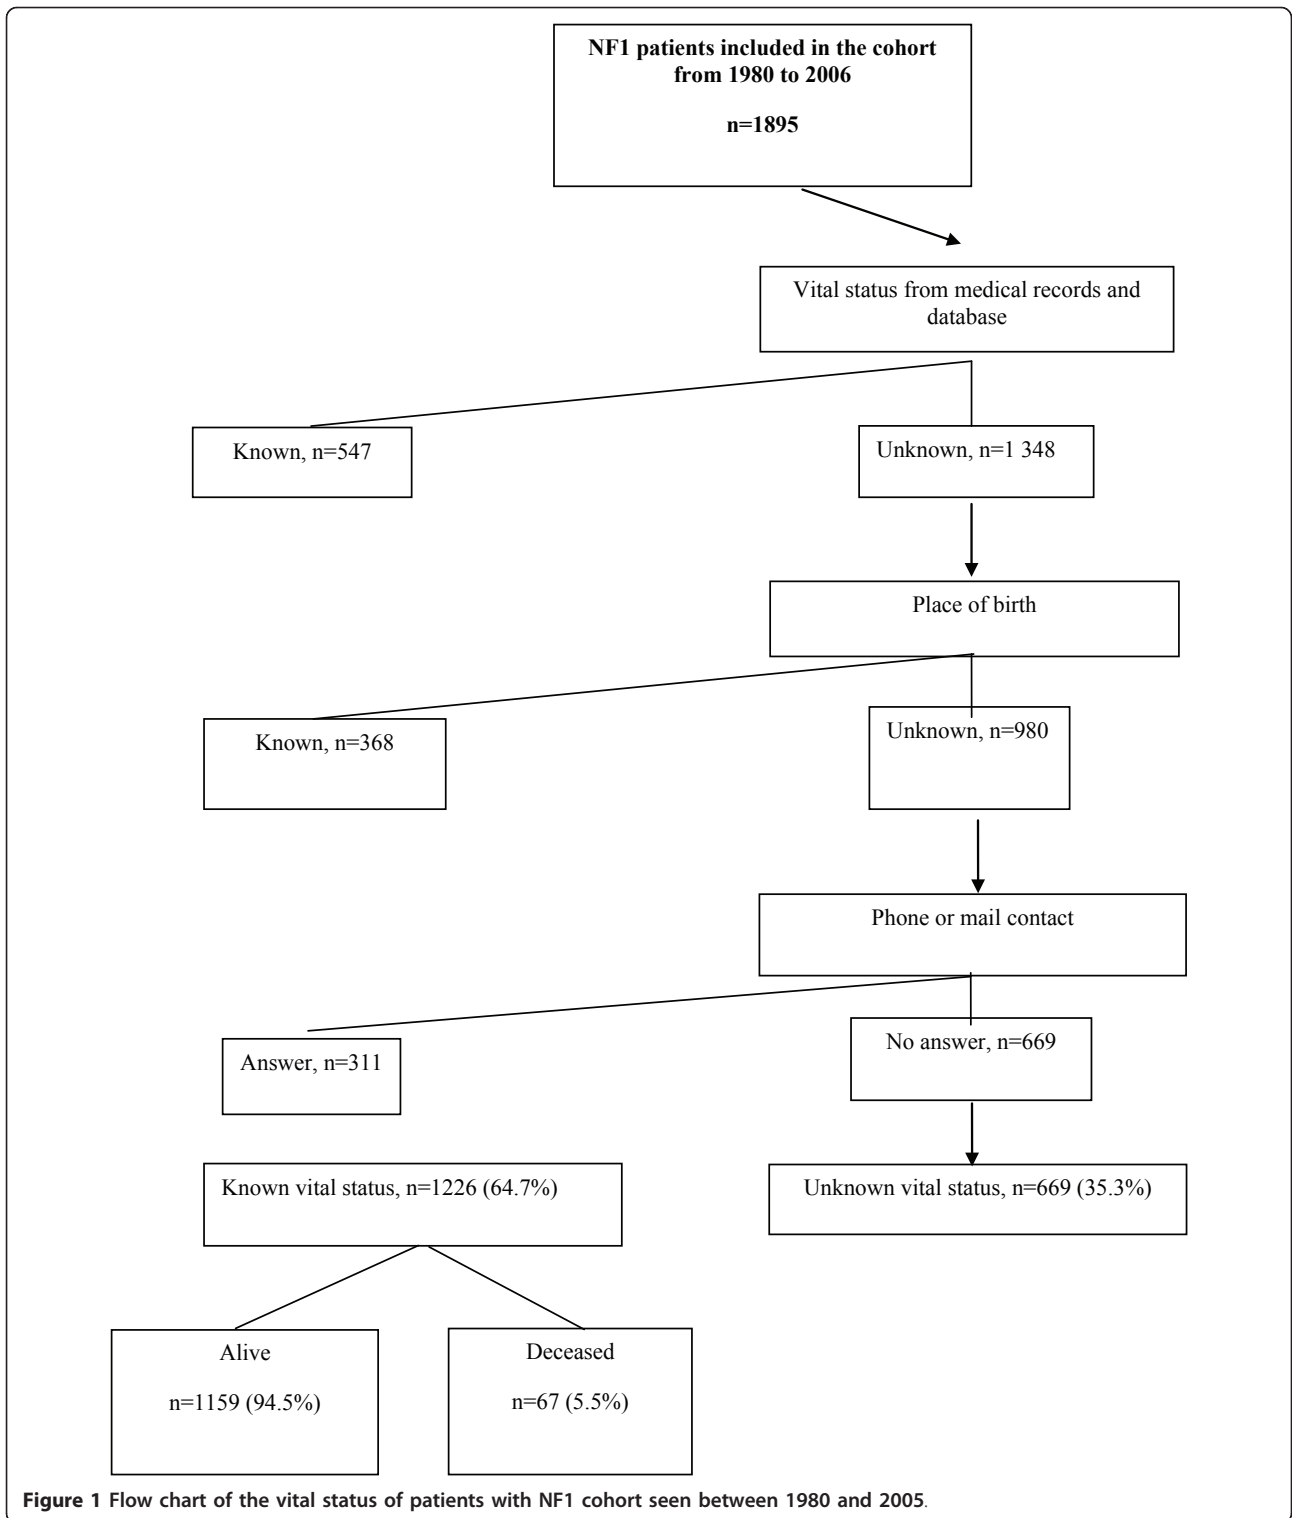 NF1 patients included in the cohort
from 1980 to 2006
n=1895
Vital status from medical records and
database
Known, n=547
Unknown, n=1 348
Place of birth
Known, n=368
Unknown, n=980
Phone or mail contact
Answer, n=311
No answer, n=669
Known vital status, n=1226 (64.7%)
Unknown vital status, n=669 (35.3%)
Alive
n=1159 (94.5%)
Deceased
n=67 (5.5%)
Figure 1 Flow chart of the vital status of patients with NF1 cohort seen between 1980 and 2005.